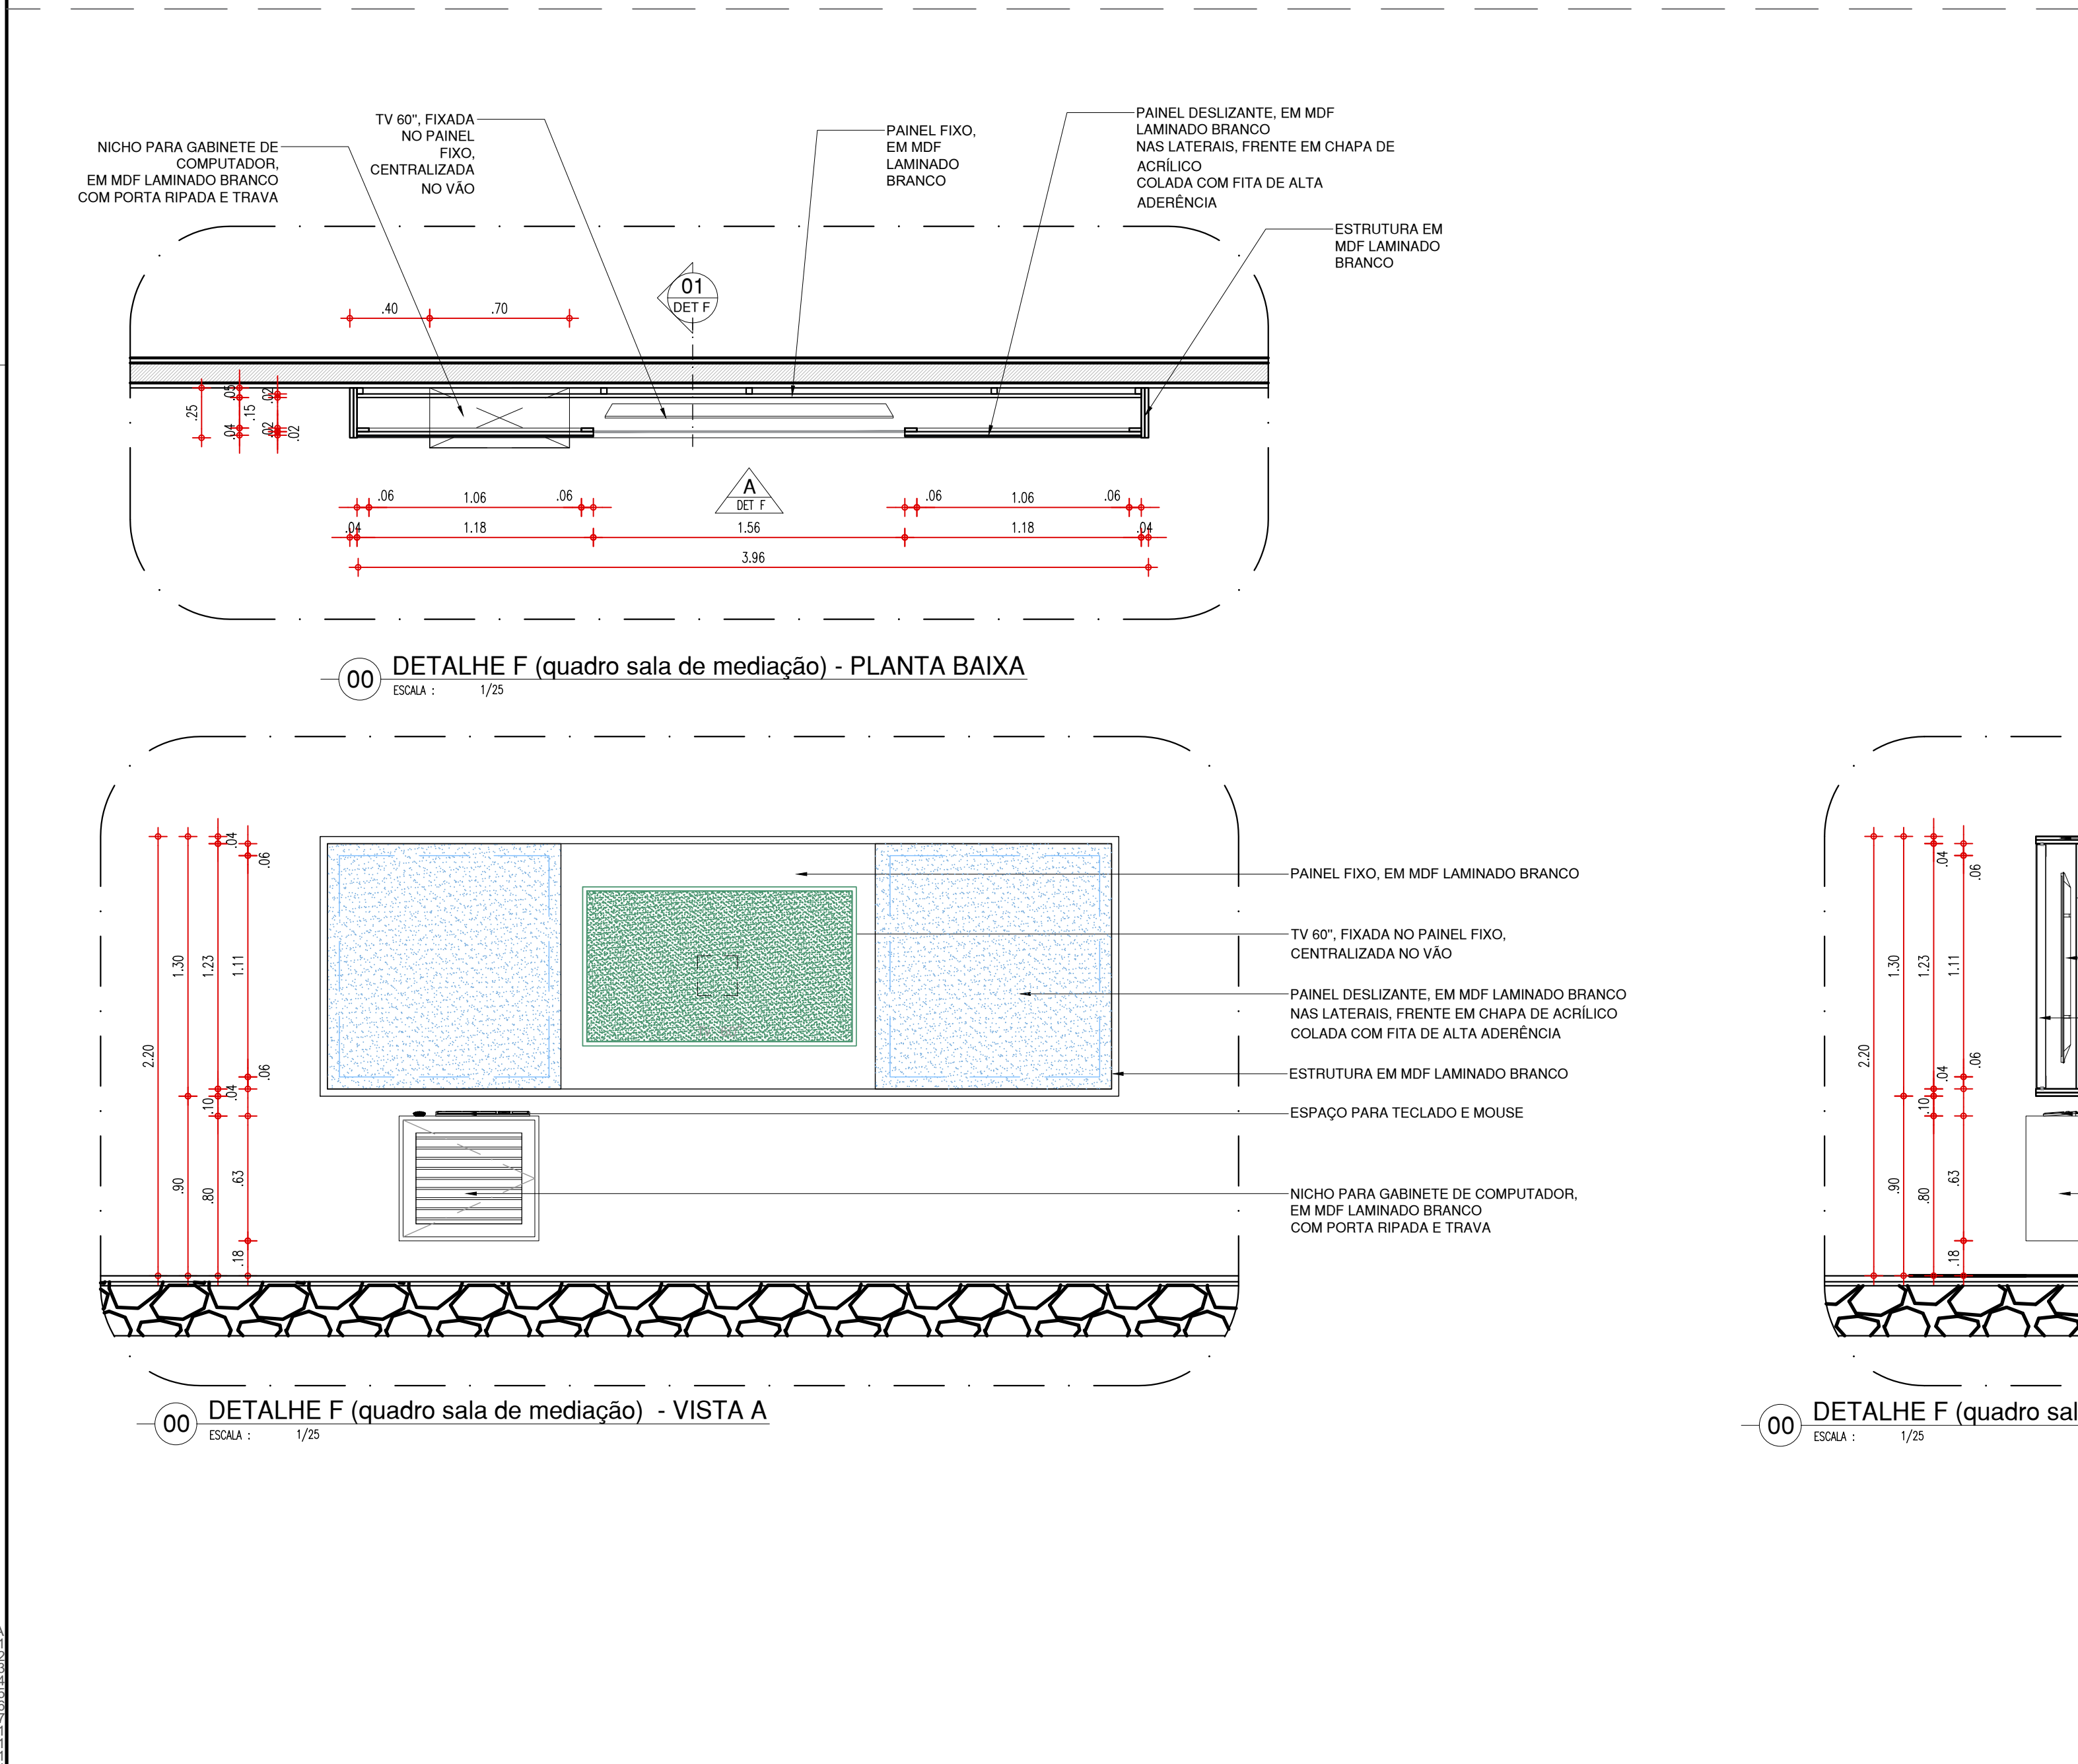 NICHO PARA GABINETE DE
COMPUTADOR,
EM MDF LAMINADO BRANCO
COM PORTA RIPADA E TRAVA
TV 60", FIXADA
NO PAINEL
FIXO,
CENTRALIZADA
NO VÃO
PAINEL FIXO,
EM MDF
LAMINADO
BRANCO
PAINEL DESLIZANTE, EM MDF
LAMINADO BRANCO
NAS LATERAIS, FRENTE EM CHAPA DE
ACRÍLICO
COLADA COM FITA DE ALTA
ADERÊNCIA
ESTRUTURA EM
MDF LAMINADO
BRANCO
01
DET F
.40 .70
.25 .05 .15 .04 .02 .02 .02
A
DET F
.06 1.06 .06 .06 1.06 .06
.04 1.18 1.56 1.18 .04
3.96
00 DETALHE F (quadro sala de mediação) - PLANTA BAIXA
ESCALA : 1/25
2.20
1.30 .90
.04 1.23 .04 .10 .80
.06 1.11 .06 .63 .18
PAINEL FIXO, EM MDF LAMINADO BRANCO
TV 60", FIXADA NO PAINEL FIXO,
CENTRALIZADA NO VÃO
PAINEL DESLIZANTE, EM MDF LAMINADO BRANCO
NAS LATERAIS, FRENTE EM CHAPA DE ACRÍLICO
COLADA COM FITA DE ALTA ADERÊNCIA
ESTRUTURA EM MDF LAMINADO BRANCO
ESPAÇO PARA TECLADO E MOUSE
NICHO PARA GABINETE DE COMPUTADOR,
EM MDF LAMINADO BRANCO
COM PORTA RIPADA E TRAVA
00 DETALHE F (quadro sala de mediação) - VISTA A
ESCALA : 1/25
2.20
1.30 .90
.04 1.23 .04 .10 .80
.06 1.11 .06 .63 .18
00 DETALHE F (quadro sal
ESCALA : 1/25